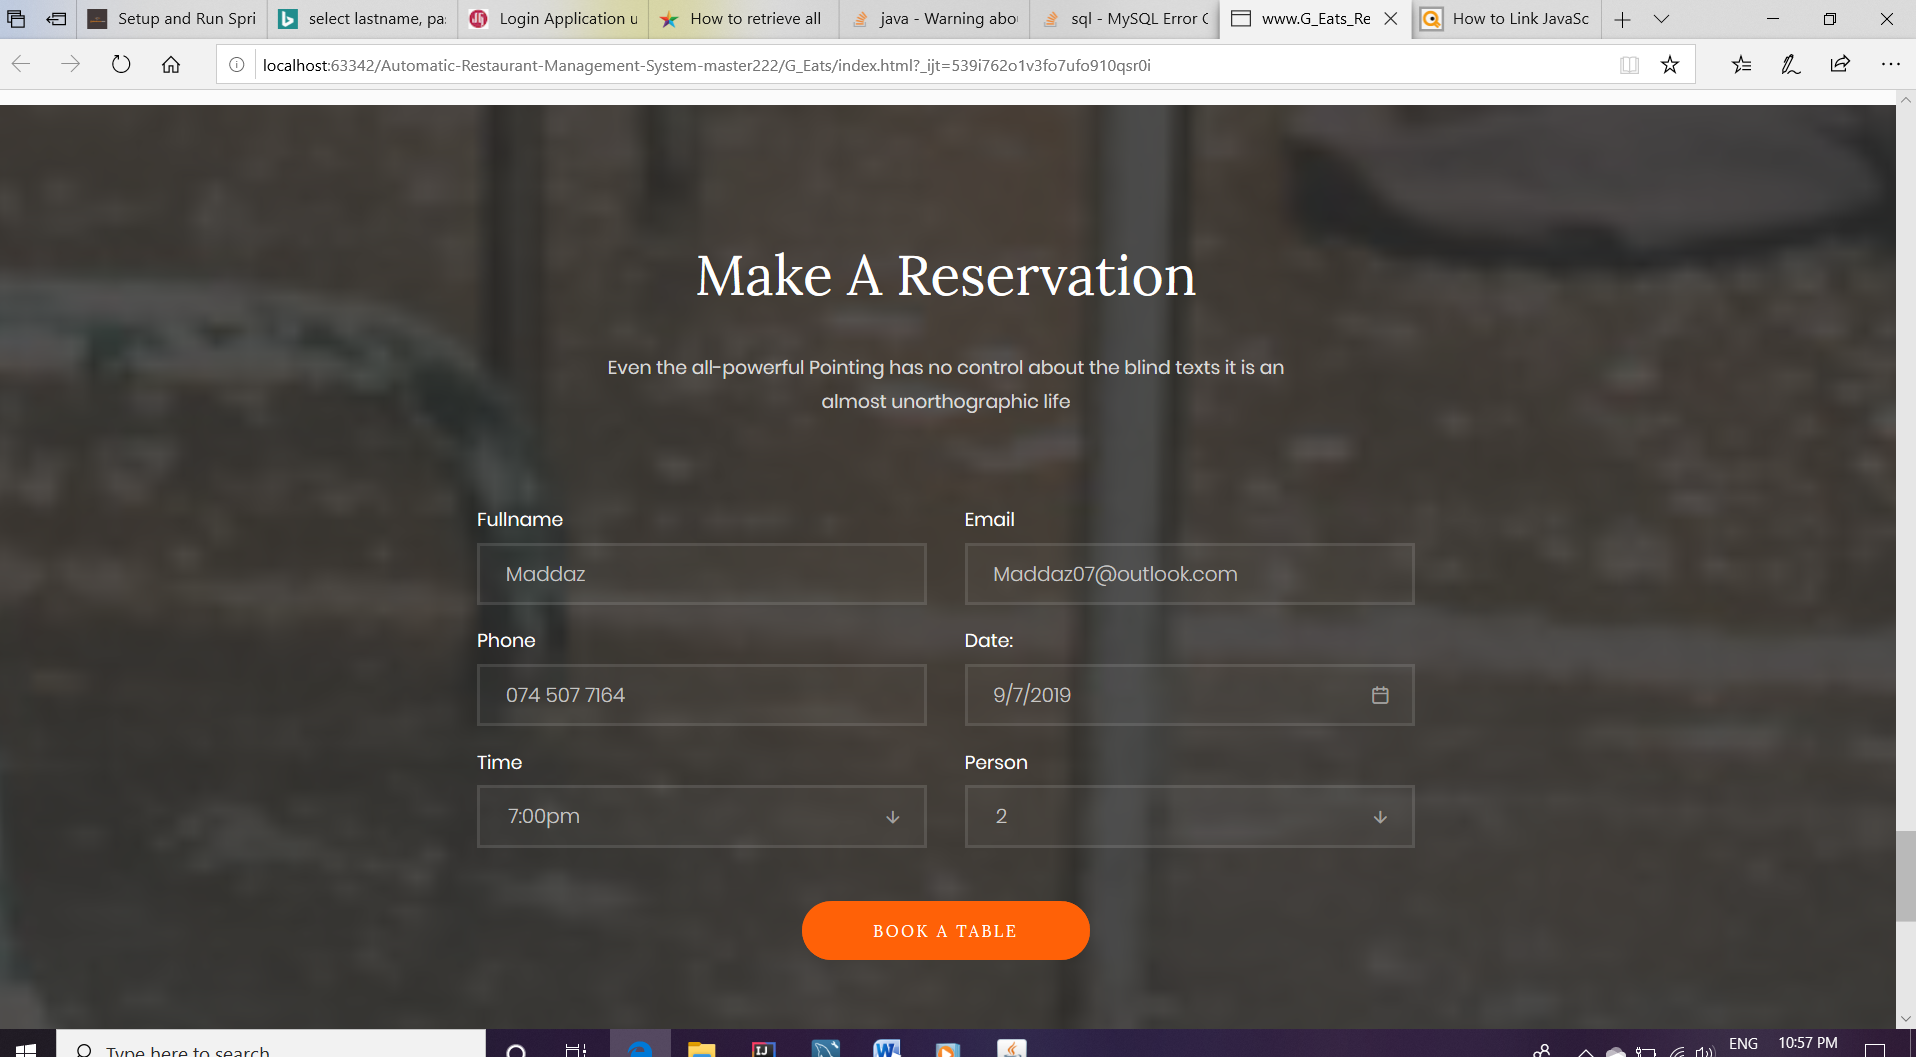 Setup and Run Spri
select lastname, pa
Login Application u
How to retrieve all
java - Warning abou
sql - MySQL Error C
www.G_Eats_Re
How to Link JavaSc
localhost:63342/Automatic-Restaurant-Management-System-master222/G_Eats/index.html?_ijt=539i762o1v3fo7ufo910qsr0i
Make A Reservation
Even the all-powerful Pointing has no control about the blind texts it is an
almost unorthographic life
Fullname
Email
Maddaz
Maddaz07@outlook.com
Phone
Date:
074 507 7164
9/7/2019
Time
Person
7:00pm
2
BOOK A TABLE
Type here to search
ENG
10:57 PM